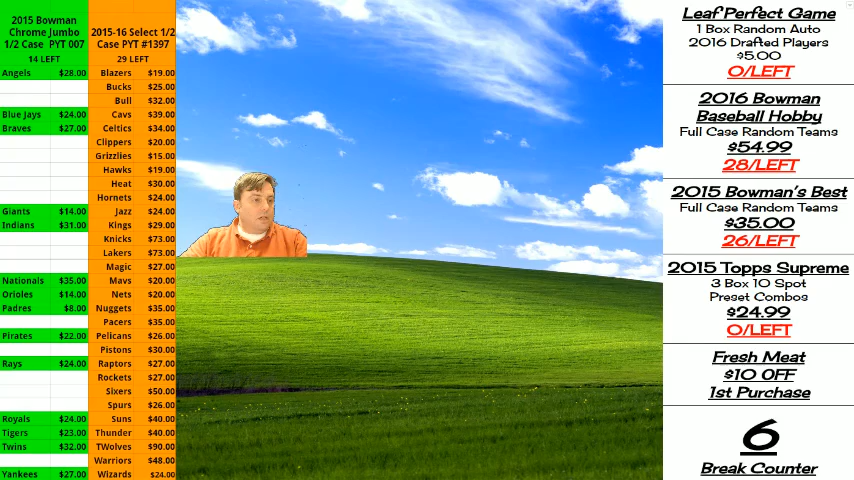 2015 Bowman
Chrome Jumbo
1/2 Case PYT 007
14 LEFT
Angels $28.00
Blue Jays $24.00
Braves $27.00
Giants $14.00
Indians $31.00
Nationals $35.00
Orioles $14.00
Padres $8.00
Pirates $22.00
Rays $24.00
Royals $24.00
Tigers $23.00
Twins $32.00
Yankees $27.00
2015-16 Select 1/2
Case PYT #1397
29 LEFT
Blazers $19.00
Bucks $25.00
Bull $32.00
Cavs $39.00
Celtics $34.00
Clippers $20.00
Grizzlies $15.00
Hawks $19.00
Heat $30.00
Hornets $24.00
Jazz $24.00
Kings $29.00
Knicks $73.00
Lakers $73.00
Magic $27.00
Mavs $20.00
Nets $20.00
Nuggets $35.00
Pacers $35.00
Pelicans $26.00
Pistons $30.00
Raptors $27.00
Rockets $27.00
Sixers $50.00
Spurs $26.00
Suns $40.00
Thunder $40.00
TWolves $90.00
Warriors $48.00
Wizards $24.00
Leaf Perfect Game
1 Box Random Auto
2016 Drafted Players
$5.00
0/LEFT
2016 Bowman
Baseball Hobby
Full Case Random Teams
$54.99
28/LEFT
2015 Bowman's Best
Full Case Random Teams
$35.00
26/LEFT
2015 Topps Supreme
3 Box 10 Spot
Preset Combos
$24.99
0/LEFT
Fresh Meat
$10 OFF
1st Purchase
6
Break Counter